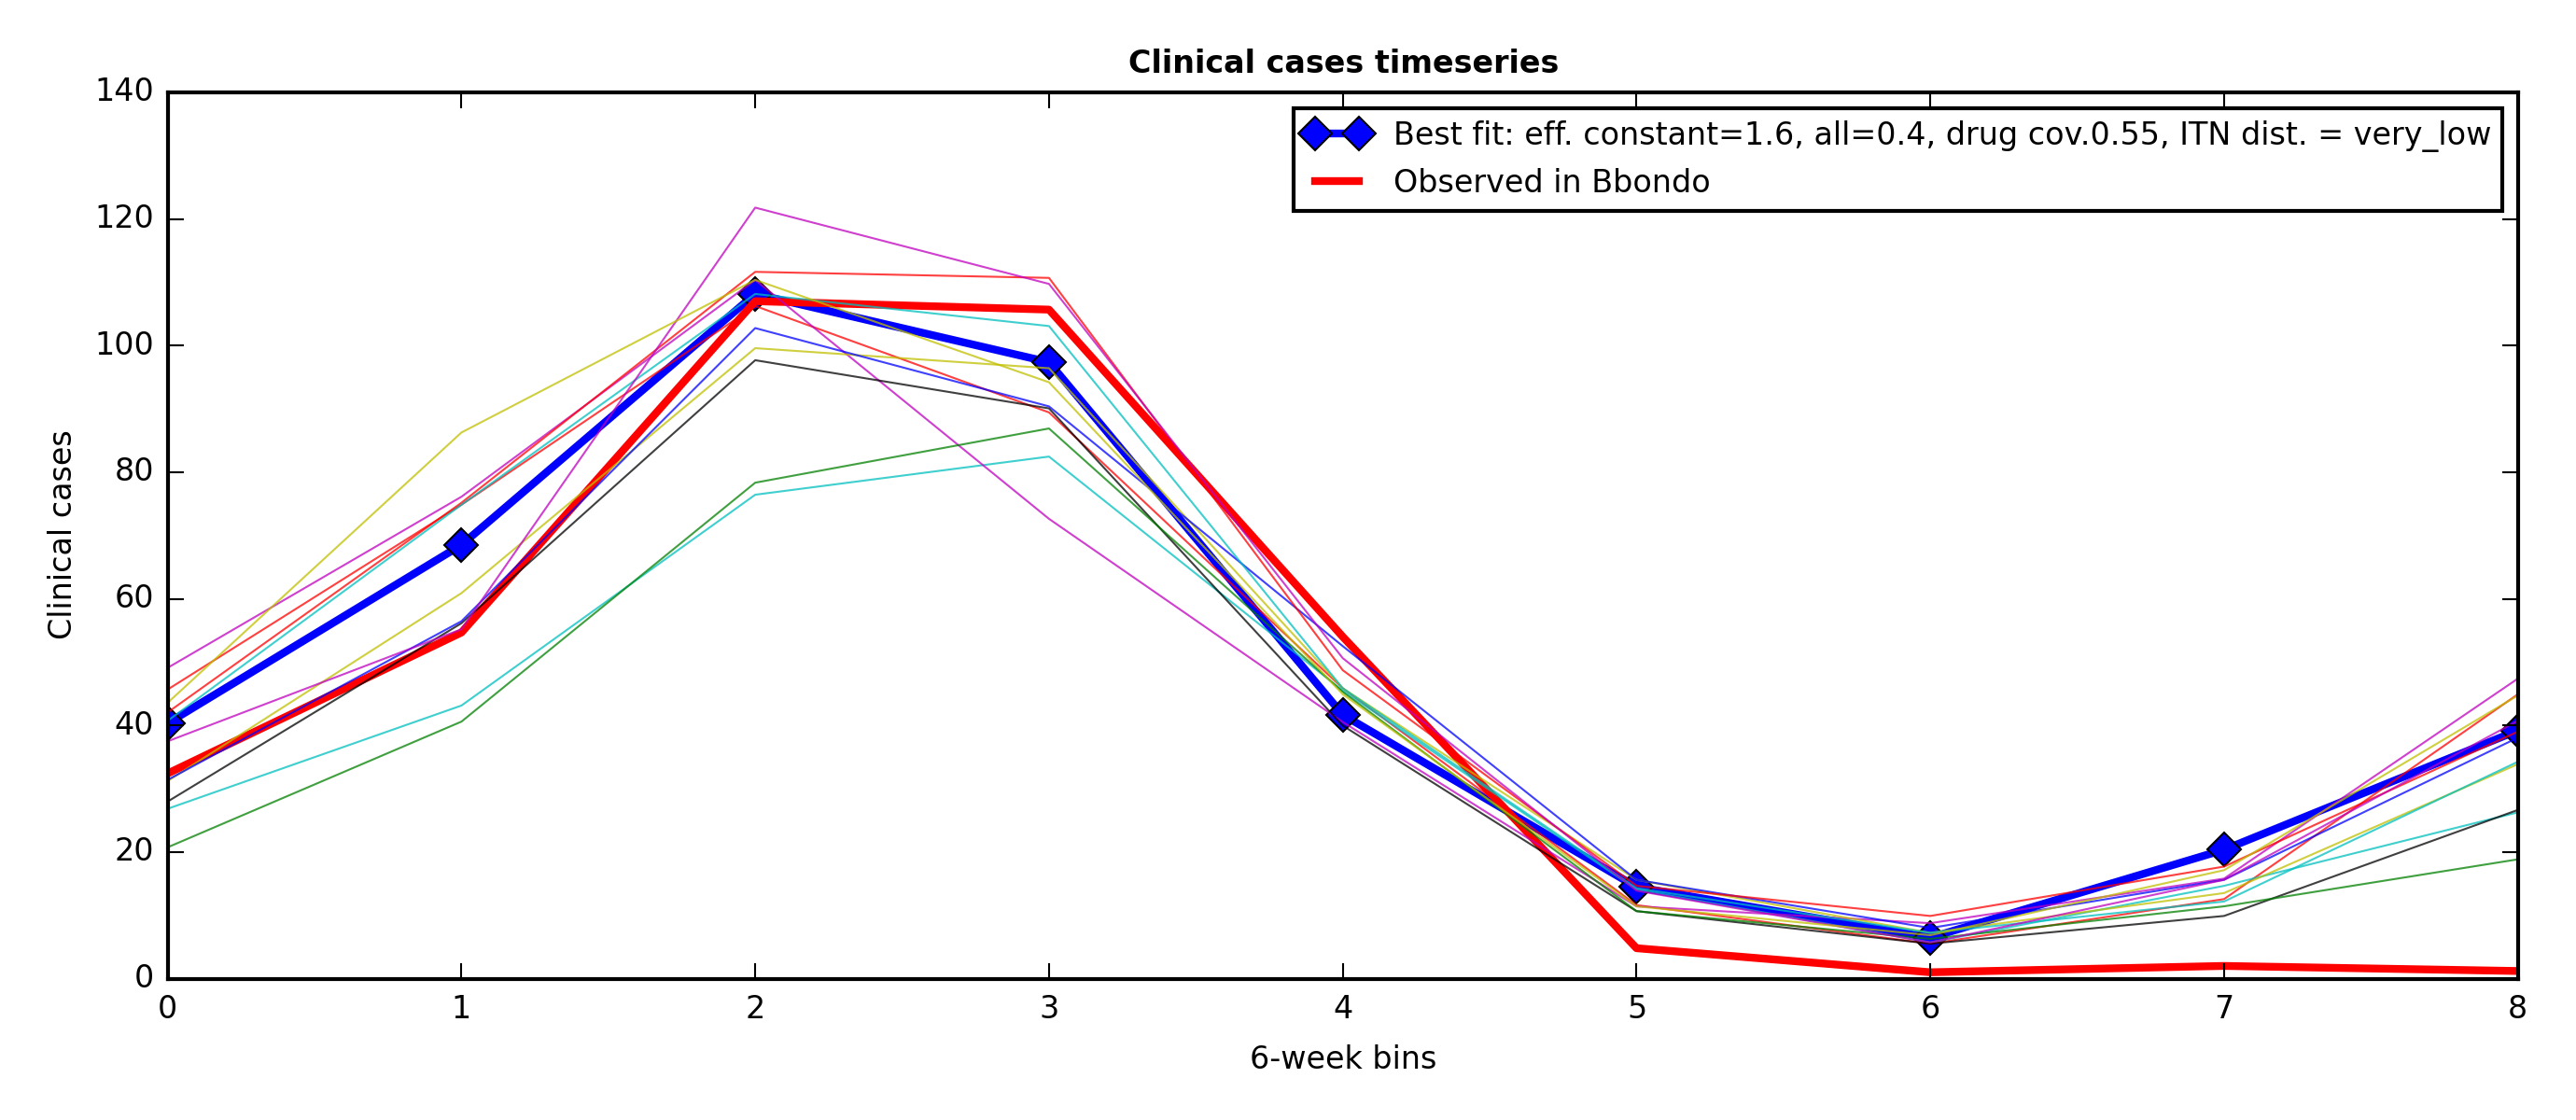 Clinical cases timeseries
140
120
100
80
60
40
20
0
Clinical cases
Best fit: eff. constant=1.6, all=0.4, drug cov.0.55, ITN dist. = very_low
Observed in Bbondo
0 1 2 3 4 5 6 7 8
6-week bins